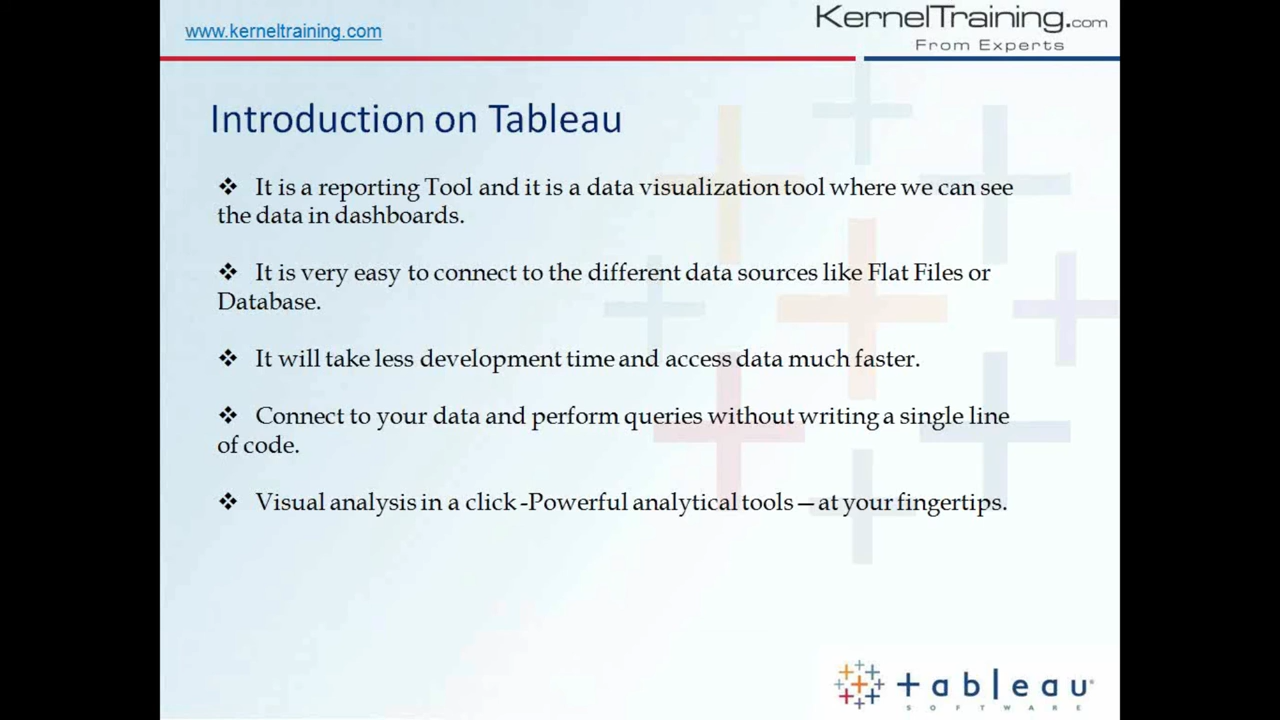 www.kerneltraining.com
KernelTraining.com
From Experts
Introduction on Tableau
❖ It is a reporting Tool and it is a data visualization tool where we can see
the data in dashboards.
❖ It is very easy to connect to the different data sources like Flat Files or
Database.
❖ It will take less development time and access data much faster.
❖ Connect to your data and perform queries without writing a single line
of code.
❖ Visual analysis in a click -Powerful analytical tools — at your fingertips.
+ableau®
SOFTWARE